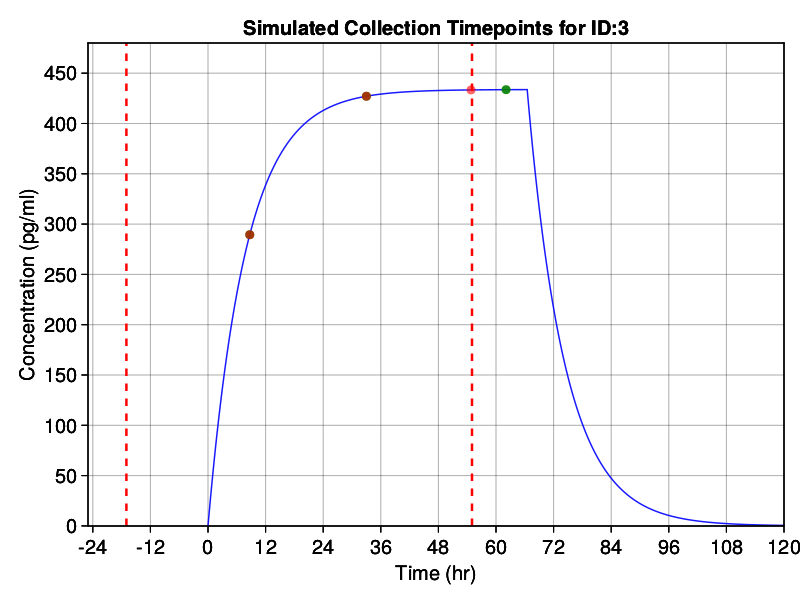 Simulated Collection Timepoints for ID:3
Concentration (pg/ml)
450
400
350
300
250
200
150
100
50
0
-24 -12 0 12 24 36 48 60 72 84 96 108 120
Time (hr)